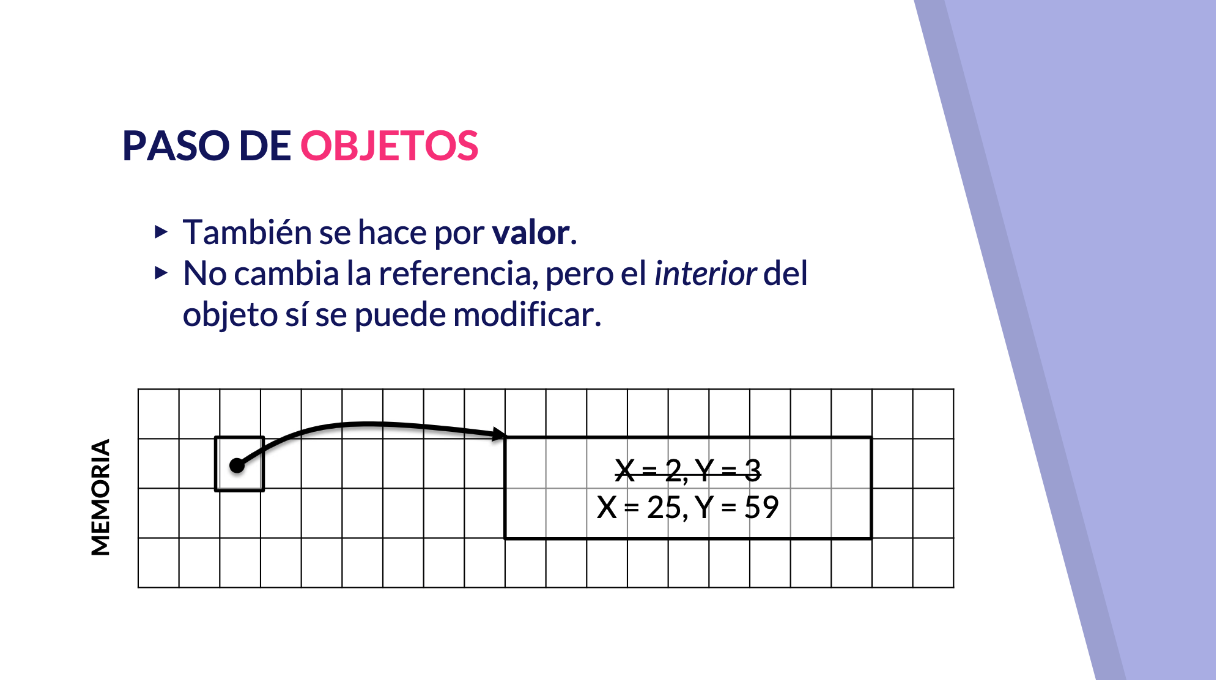 PASO DE OBJETOS
▸ También se hace por valor.
▸ No cambia la referencia, pero el interior del
objeto sí se puede modificar.
MEMORIA
X = 2, Y = 3
X = 25, Y = 59